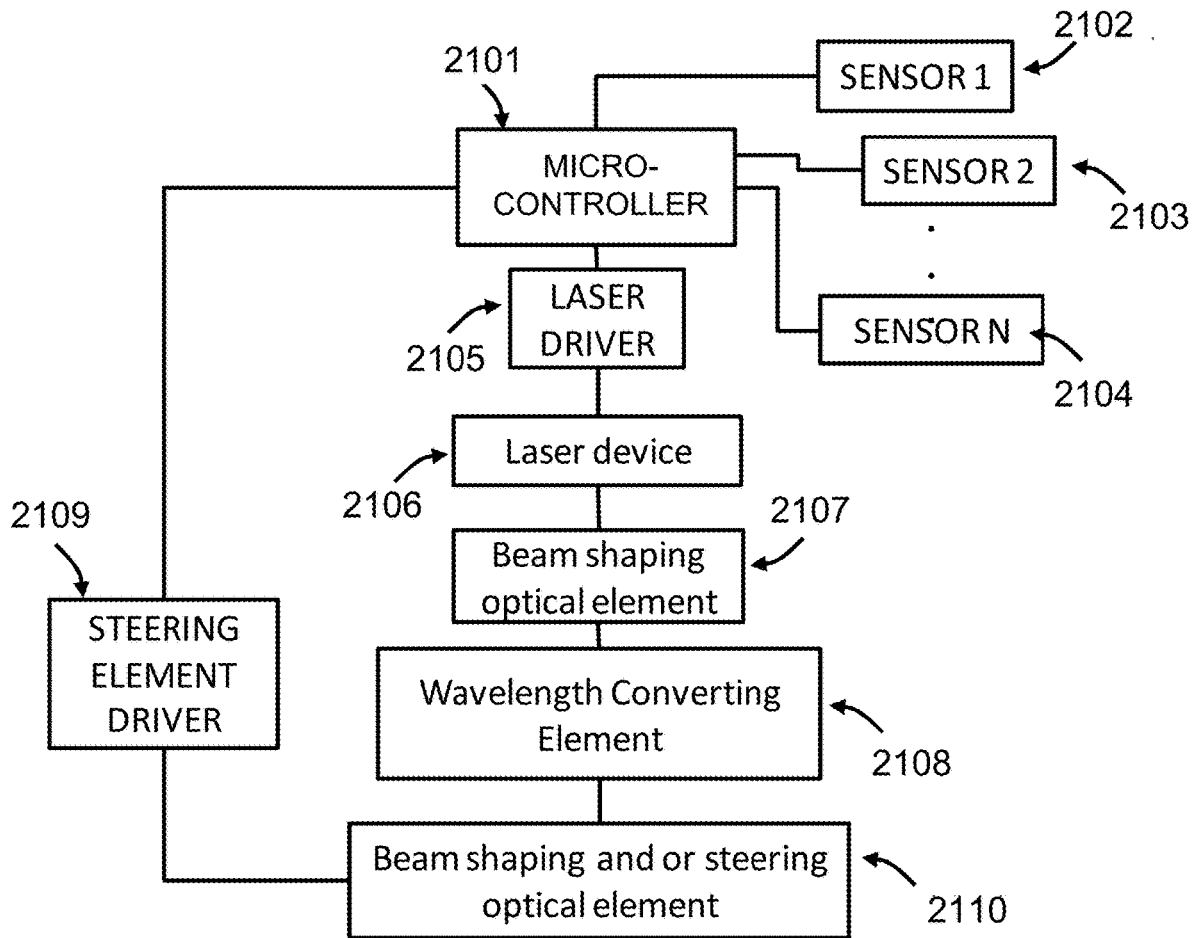 2102
2101
SENSOR 1
MICRO-
CONTROLLER
SENSOR 2
2103
LASER
DRIVER
2105
SENSOR N
2104
Laser device
2106
2109
2107
Beam shaping
optical element
STEERING
ELEMENT
DRIVER
Wavelength Converting
Element
2108
Beam shaping and or steering
optical element
2110